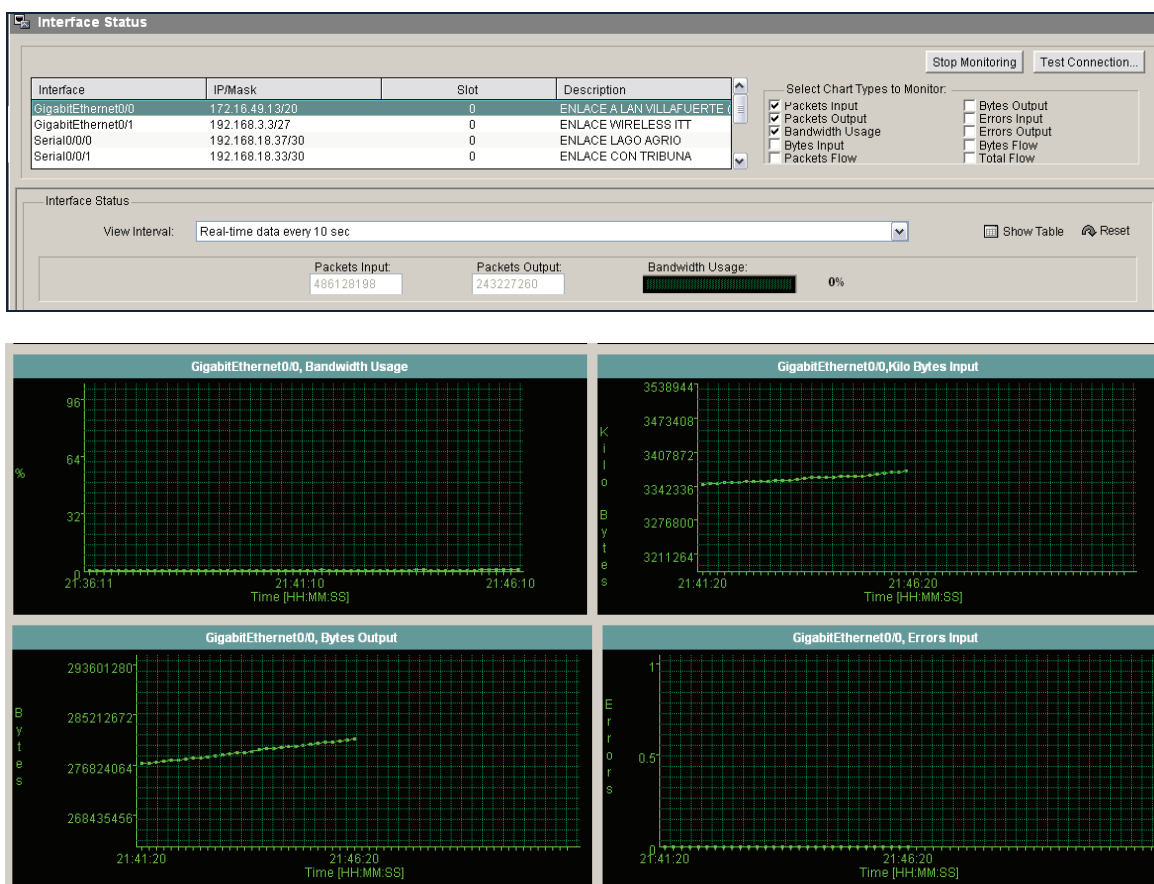 Interface Status
Stop Monitoring Test Connection...
Interface IP/Mask Slot Description
GigabitEthernet0/0 172.16.49.13/20 0 ENLACE A LAN VILLAFUERTE (
GigabitEthernet0/1 192.168.3.3/27 0 ENLACE WIRELESS ITT
Serial0/0/0 192.168.18.37/30 0 ENLACE LAGO AGRIO
Serial0/0/1 192.168.18.33/30 0 ENLACE CON TRIBUNA
Select Chart Types to Monitor:
Packets Input Bytes Output
Packets Output Errors Input
Bandwidth Usage Errors Output
Bytes Input Bytes Flow
Packets Flow Total Flow
Interface Status
View Interval: Real-time data every 10 sec Show Table Reset
Packets Input: Packets Output: Bandwidth Usage:
486128198 243227260 0%
GigabitEthernet0/0, Bandwidth Usage
96
64
%
32
0
21:36:11 21:41:10 21:46:10
Time [HH:MM:SS]
GigabitEthernet0/0,Kilo Bytes Input
3538944
3473408
3407872
3342336
3276800
3211264
Kilo Bytes
21:41:20 21:46:20
Time [HH:MM:SS]
GigabitEthernet0/0, Bytes Output
293601280
285212672
276824064
268435456
Bytes
21:41:20 21:46:20
Time [HH:MM:SS]
GigabitEthernet0/0, Errors Input
1
0.5
0
Errors
21:41:20 21:46:20
Time [HH:MM:SS]